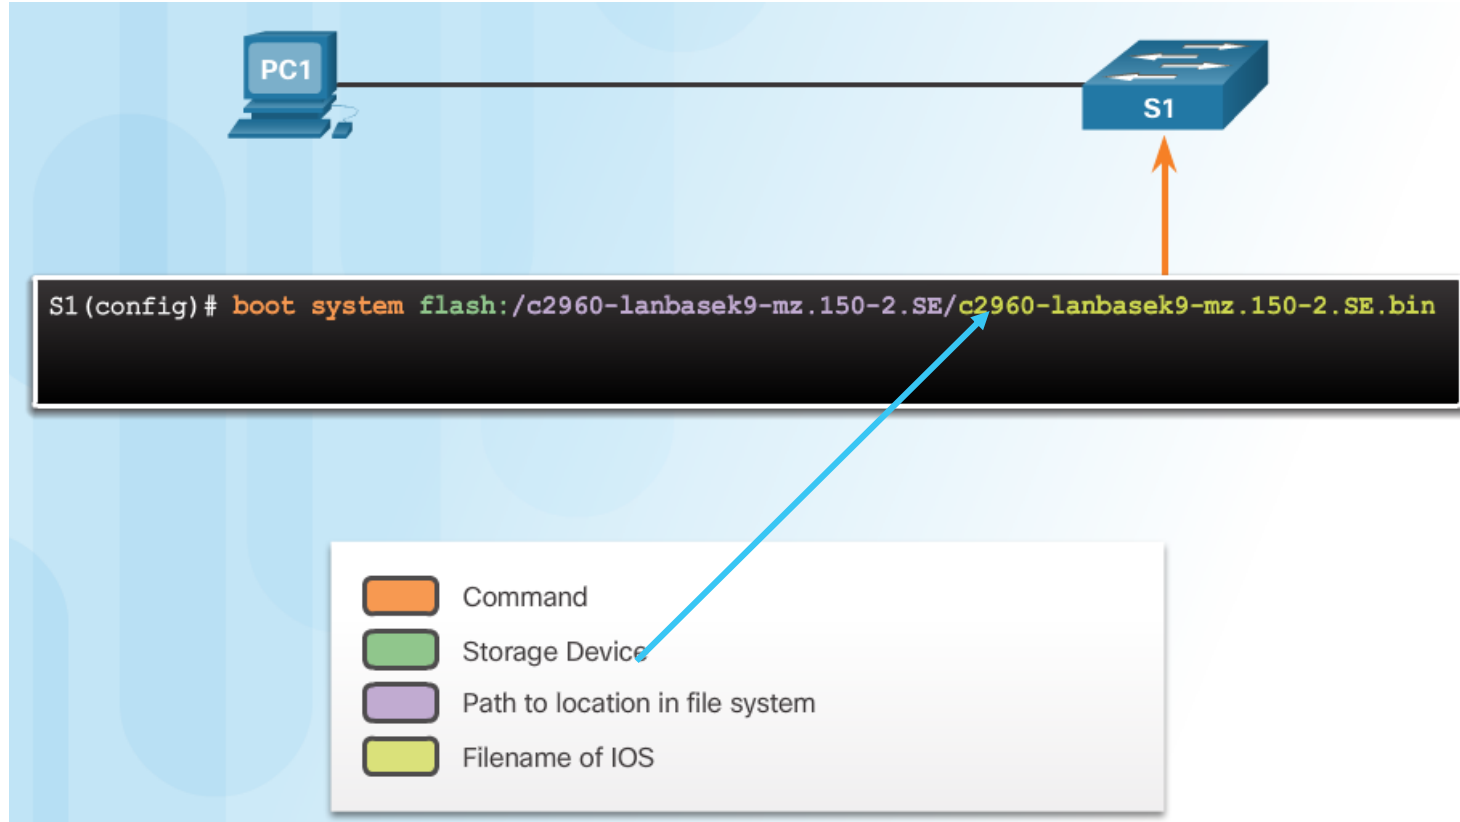 PC1
S1
S1(config)# boot system flash:/c2960-lanbasek9-mz.150-2.SE/c2960-lanbasek9-mz.150-2.SE.bin
Command
Storage Device
Path to location in file system
Filename of IOS